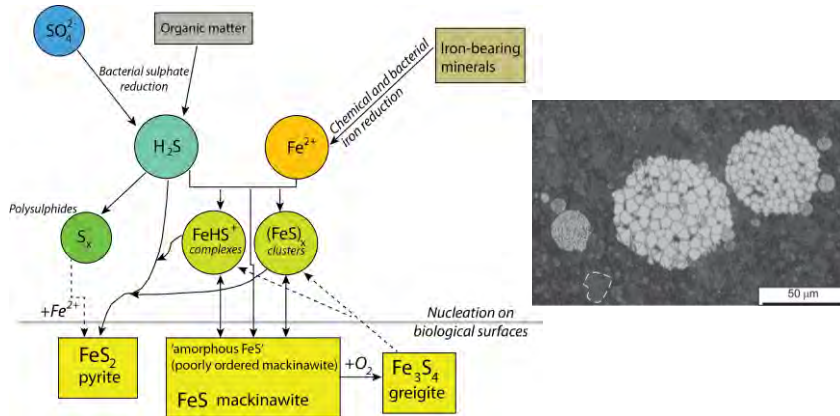 SO₄²⁻
Organic matter
Bacterial sulphate
reduction
Iron-bearing
minerals
Chemical and bacterial
iron reduction
H₂S
Fe²⁺
Polysulphides
Sₓ
FeHS⁺
complexes
(FeS)ₓ
clusters
+Fe²⁺
Nucleation on
biological surfaces
FeS₂
pyrite
'amorphous FeS'
(poorly ordered mackinawite)
FeS mackinawite
+O₂
Fe₃S₄
greigite
50 µm